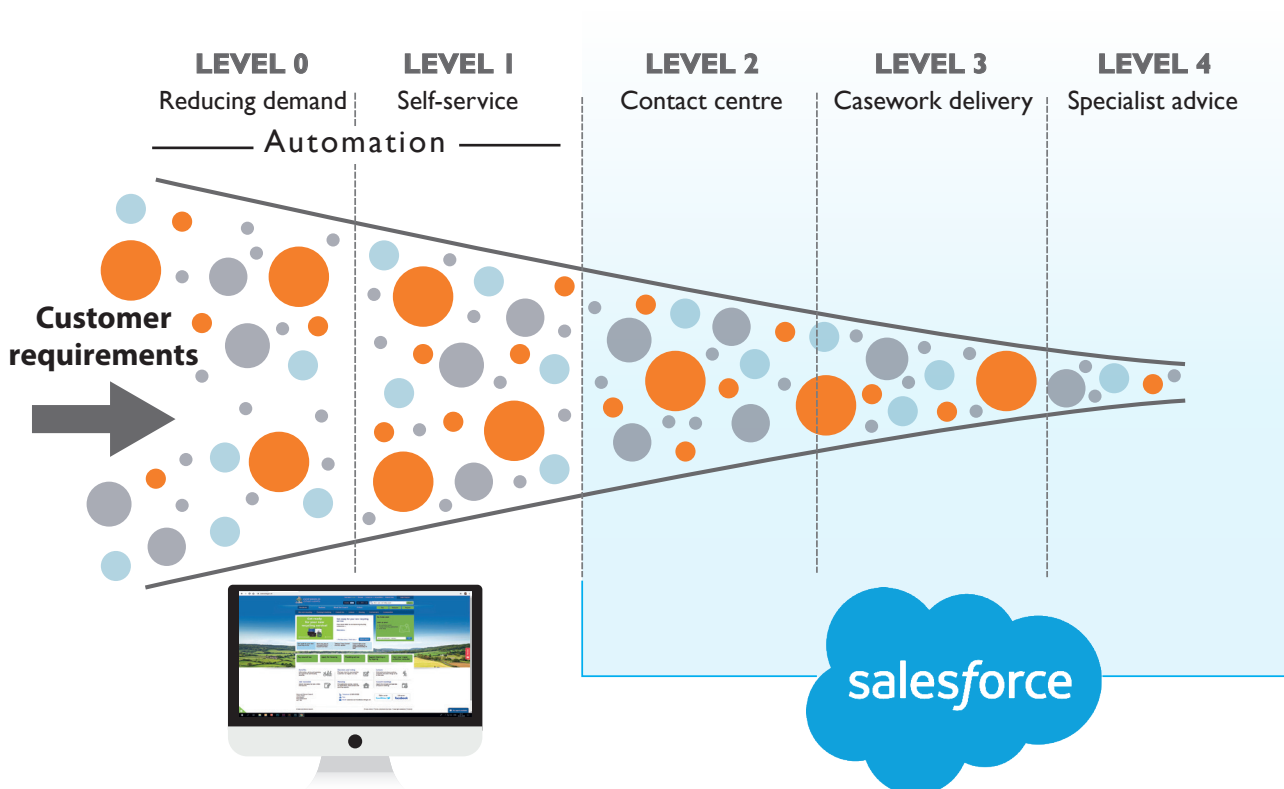 LEVEL 0
Reducing demand
LEVEL 1
Self-service
LEVEL 2
Contact centre
LEVEL 3
Casework delivery
LEVEL 4
Specialist advice
Automation
Customer
requirements
salesforce